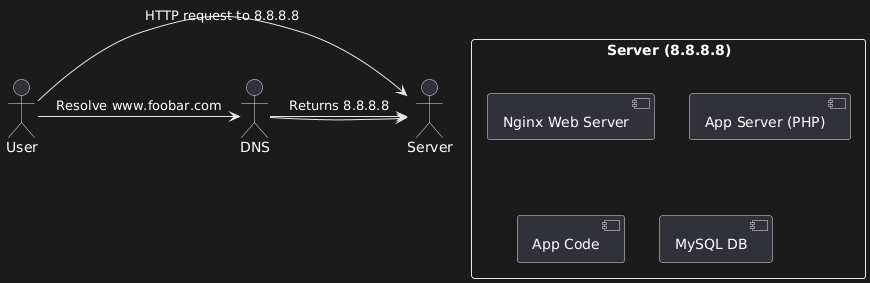 HTTP request to 8.8.8.8
Server (8.8.8.8)
Resolve www.foobar.com
Returns 8.8.8.8
Nginx Web Server
App Server (PHP)
User
DNS
Server
App Code
MySQL DB